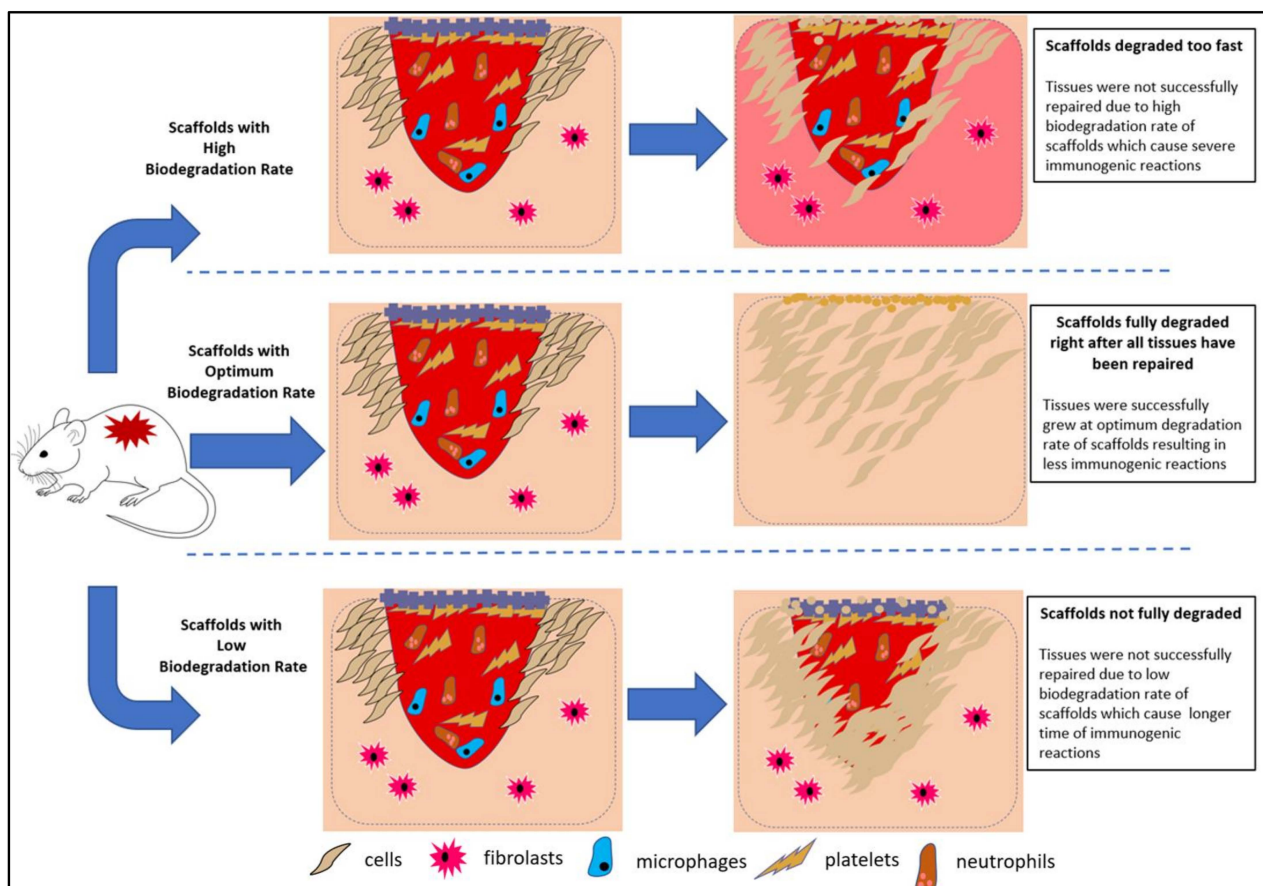 Scaffolds with
High
Biodegradation Rate
Scaffolds degraded too fast
Tissues were not successfully
repaired due to high
biodegradation rate of
scaffolds which cause severe
immunogenic reactions
Scaffolds with
Optimum
Biodegradation Rate
Scaffolds fully degraded
right after all tissues have
been repaired
Tissues were successfully
grew at optimum degradation
rate of scaffolds resulting in
less immunogenic reactions
Scaffolds with
Low
Biodegradation Rate
Scaffolds not fully degraded
Tissues were not successfully
repaired due to low
biodegradation rate of
scaffolds which cause longer
time of immunogenic
reactions
cells
fibrolasts
microphages
platelets
neutrophils